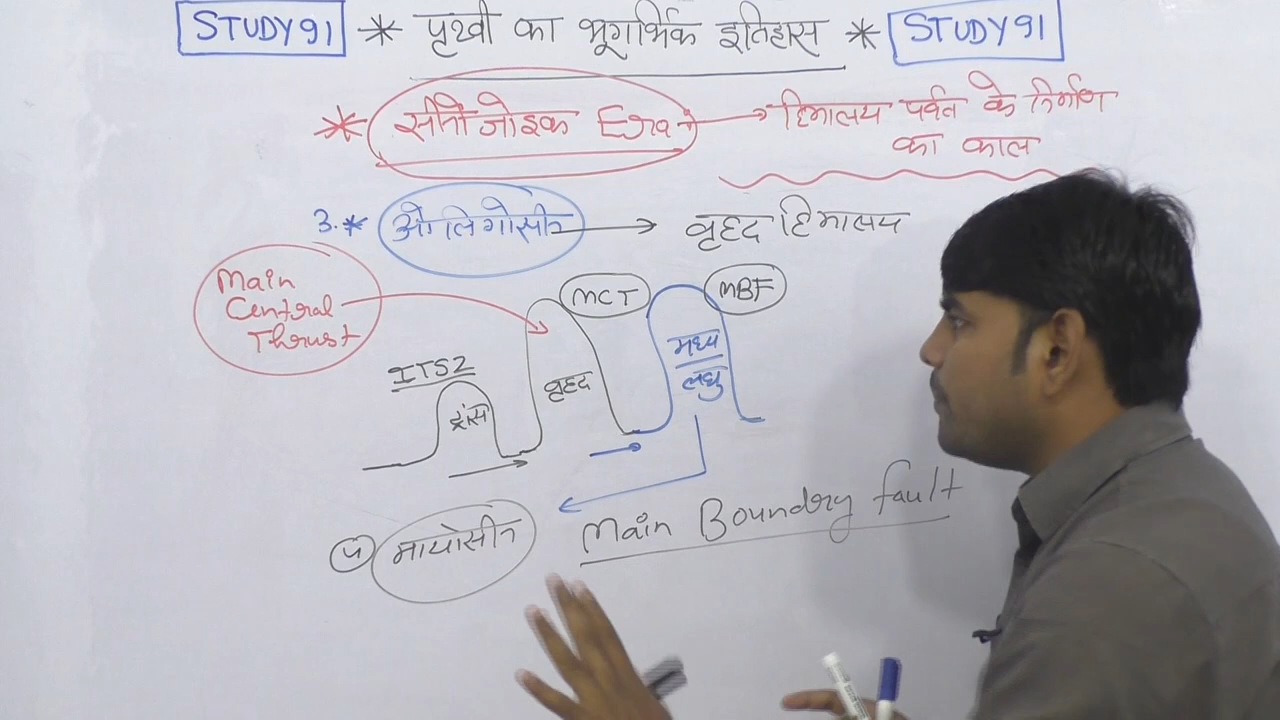 STUDY91 * पृथ्वी का भूगर्भिक इतिहास * STUDY91
* सीनोजोइक Era → हिमालय पर्वत के निर्माण
का काल
3.* ओलिगोसीन → वृहद हिमालय
Main
Central
Thrust
MCT
MBF
ITSZ
ट्रांस
वृहद
मध्य
लघु
4 मायोसीन
Main Boundry fault